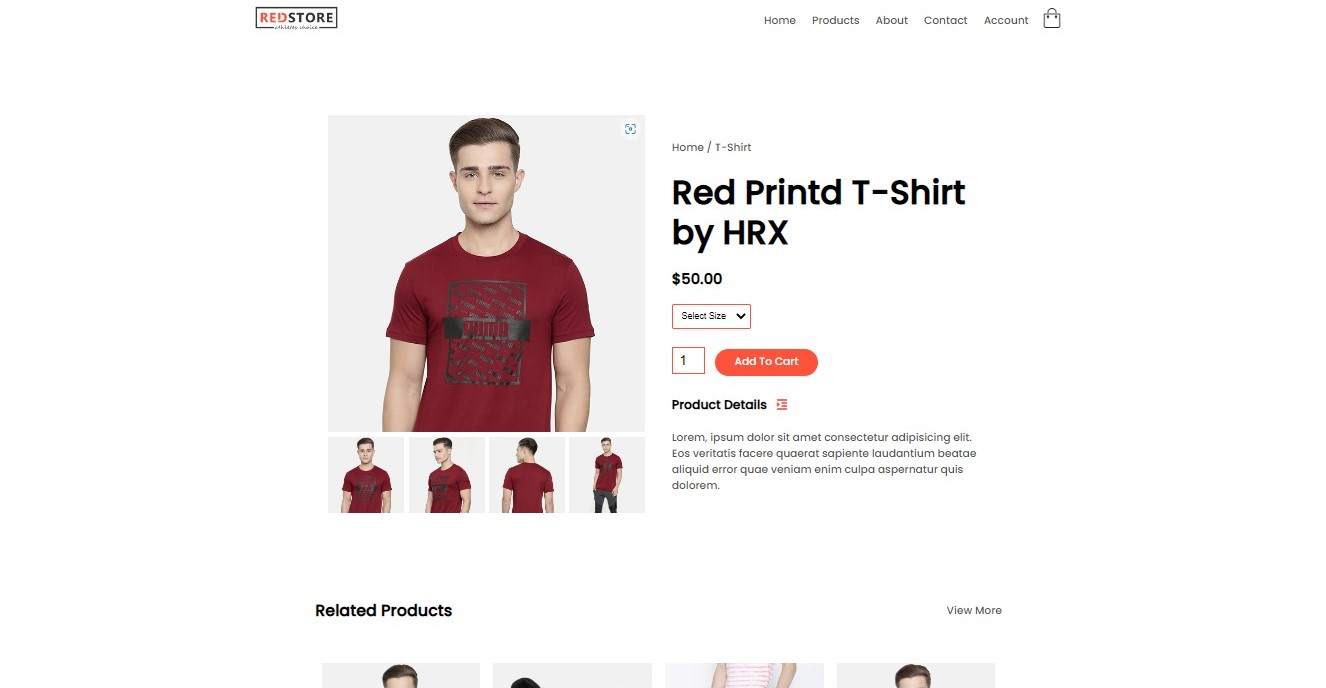 REDSTORE
athletes choice
Home Products About Contact Account
Home / T-Shirt
Red Printd T-Shirt
by HRX
$50.00
Select Size
1 Add To Cart
PUMA
Product Details
Lorem, ipsum dolor sit amet consectetur adipisicing elit.
Eos veritatis facere quaerat sapiente laudantium beatae
aliquid error quae veniam enim culpa aspernatur quis
dolorem.
Related Products View More